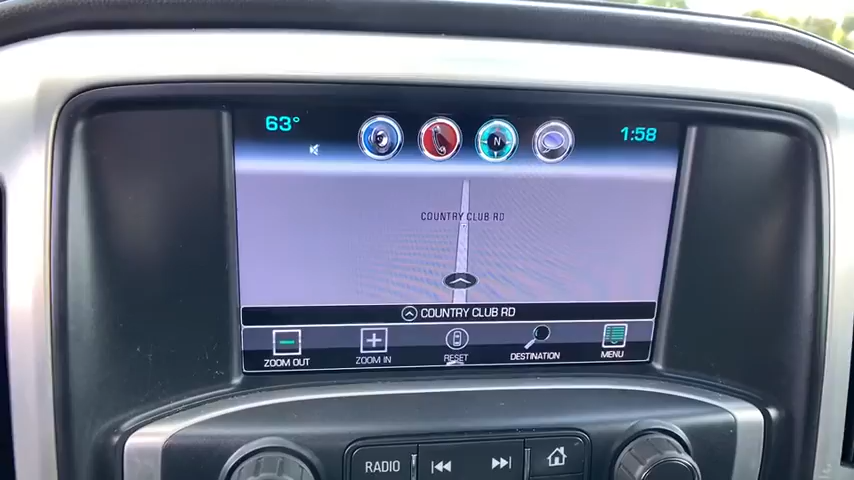 63°
N
1:58
COUNTRY CLUB RD
COUNTRY CLUB RD
ZOOM OUT
ZOOM IN
RESET
DESTINATION
MENU
RADIO